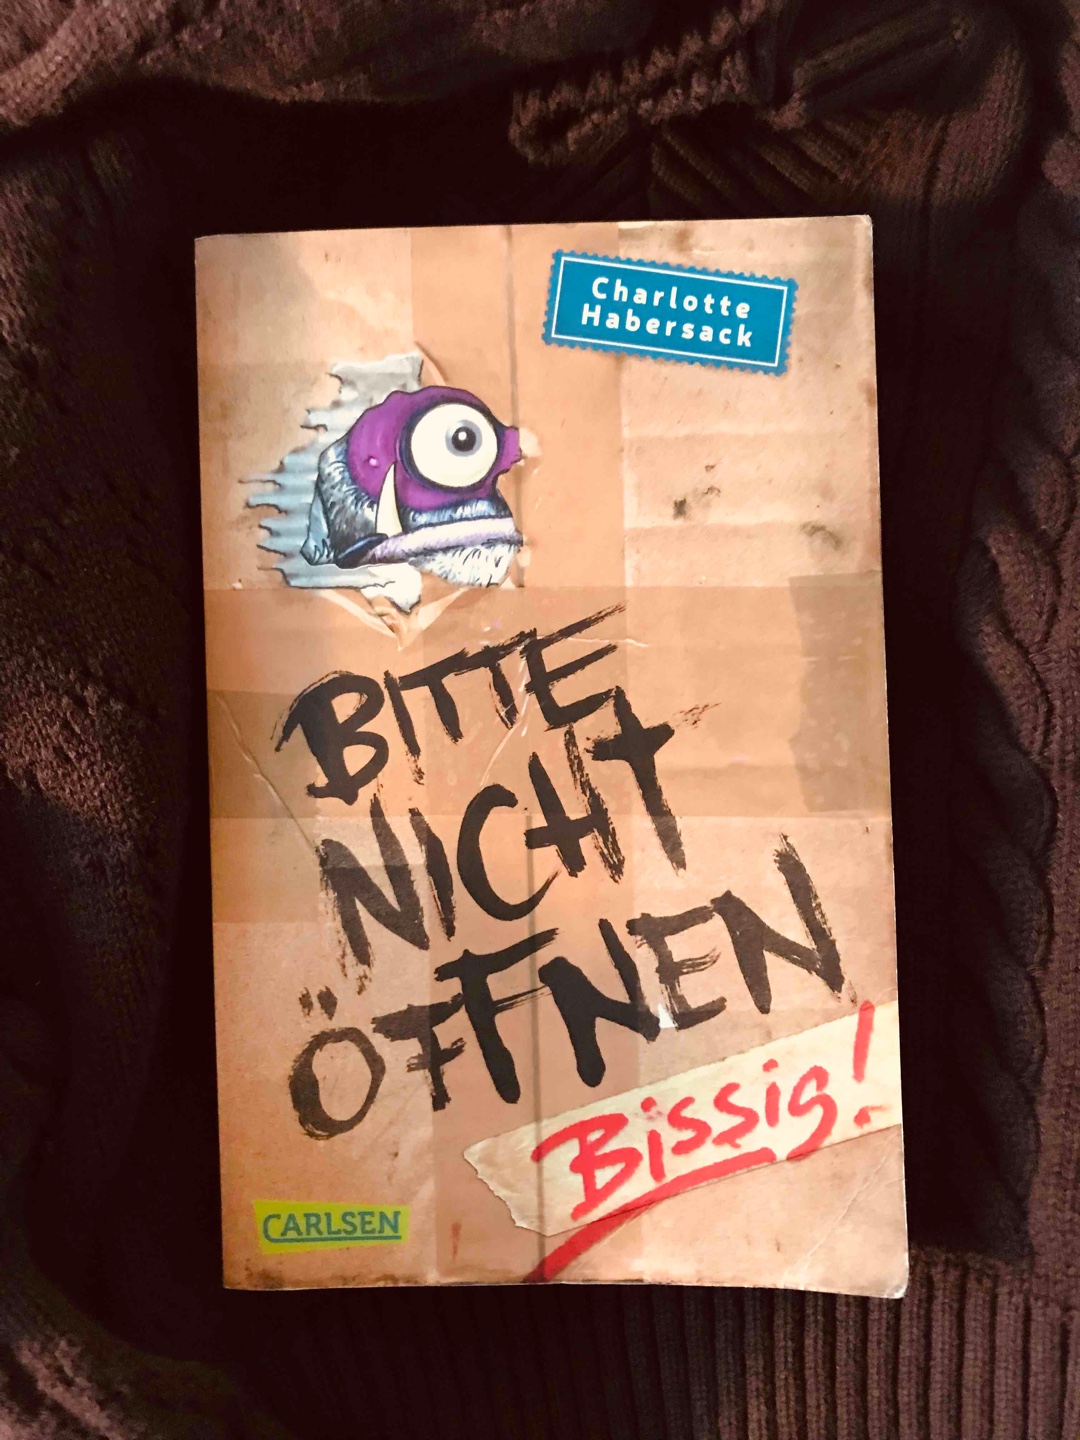 Charlotte
Habersack
BITTE
NICHT
ÖFFNEN
Bissig!
CARLSEN